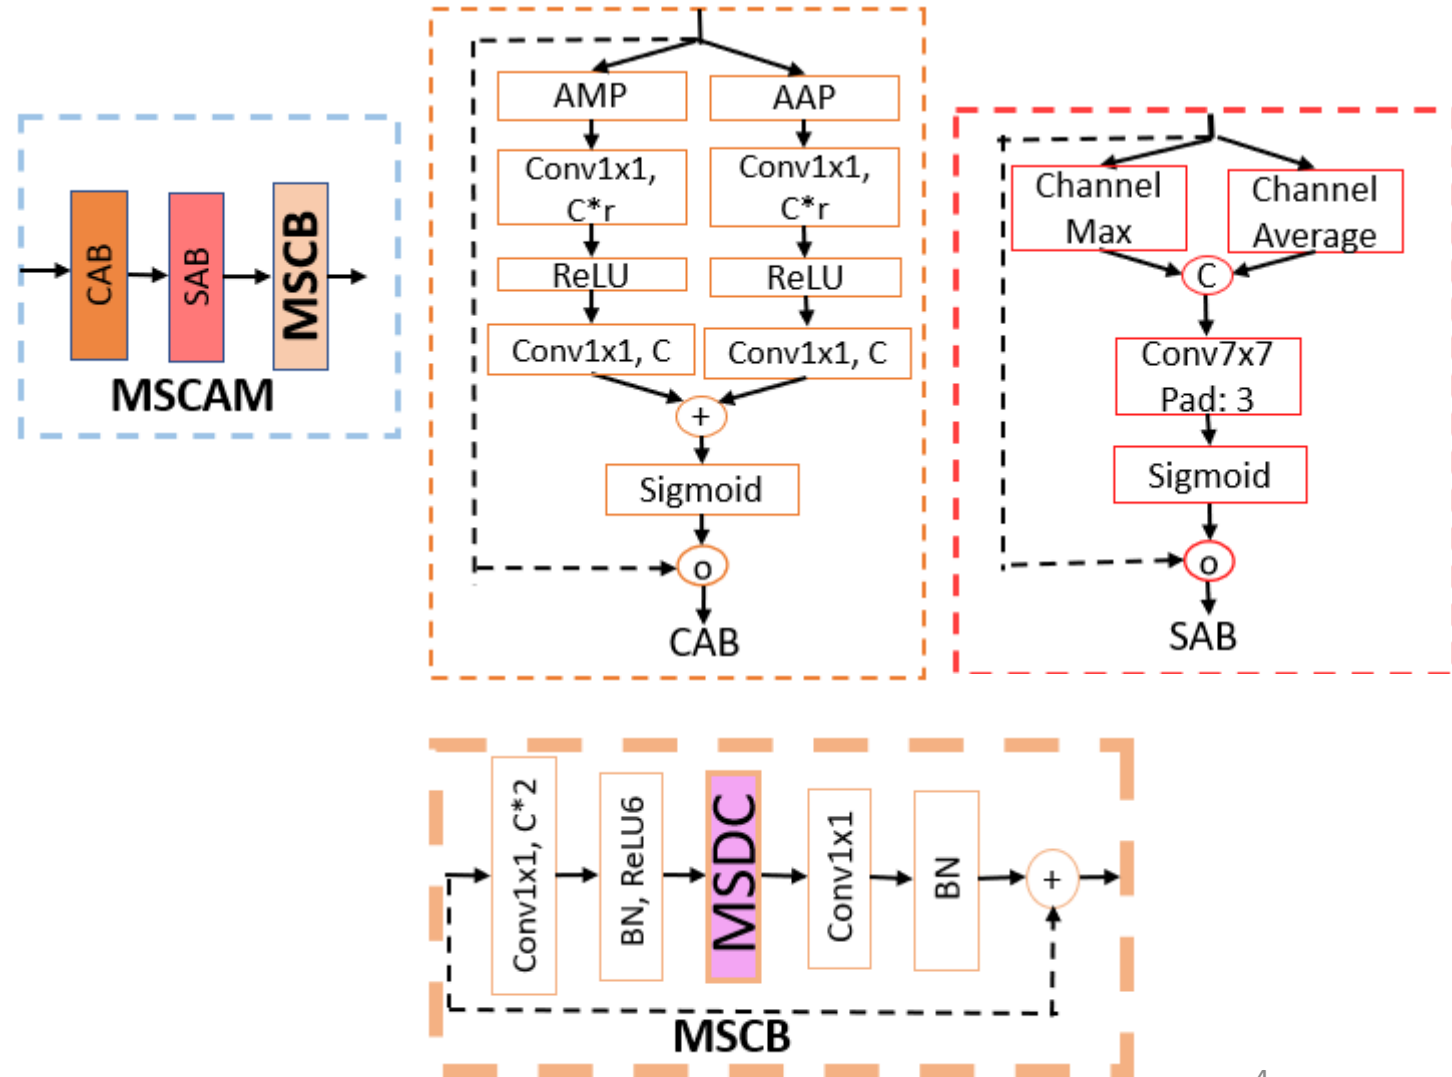 CAB
SAB
MSCB
MSCAM
AMP
AAP
Conv1x1,
C*r
Conv1x1,
C*r
ReLU
ReLU
Conv1x1, C
Conv1x1, C
+
Sigmoid
o
CAB
Channel
Max
Channel
Average
C
Conv7x7
Pad: 3
Sigmoid
o
SAB
Conv1x1, C*2
BN, ReLU6
MSDC
Conv1x1
BN
+
MSCB